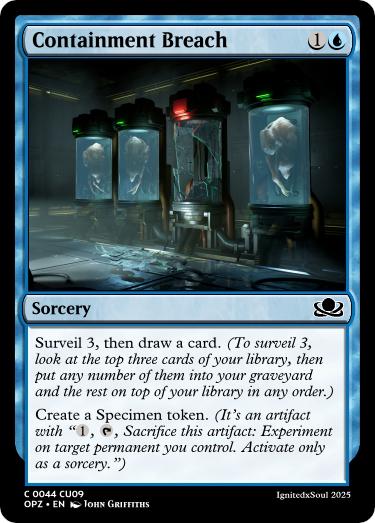 Containment Breach 1
Sorcery
Surveil 3, then draw a card. (To surveil 3,
look at the top three cards of your library, then
put any number of them into your graveyard
and the rest on top of your library in any order.)
Create a Specimen token. (It's an artifact
with “1, , Sacrifice this artifact: Experiment
on target permanent you control. Activate only
as a sorcery.”)
C 0044 CU09
OPZ • EN John Griffiths
IgnitedxSoul 2025